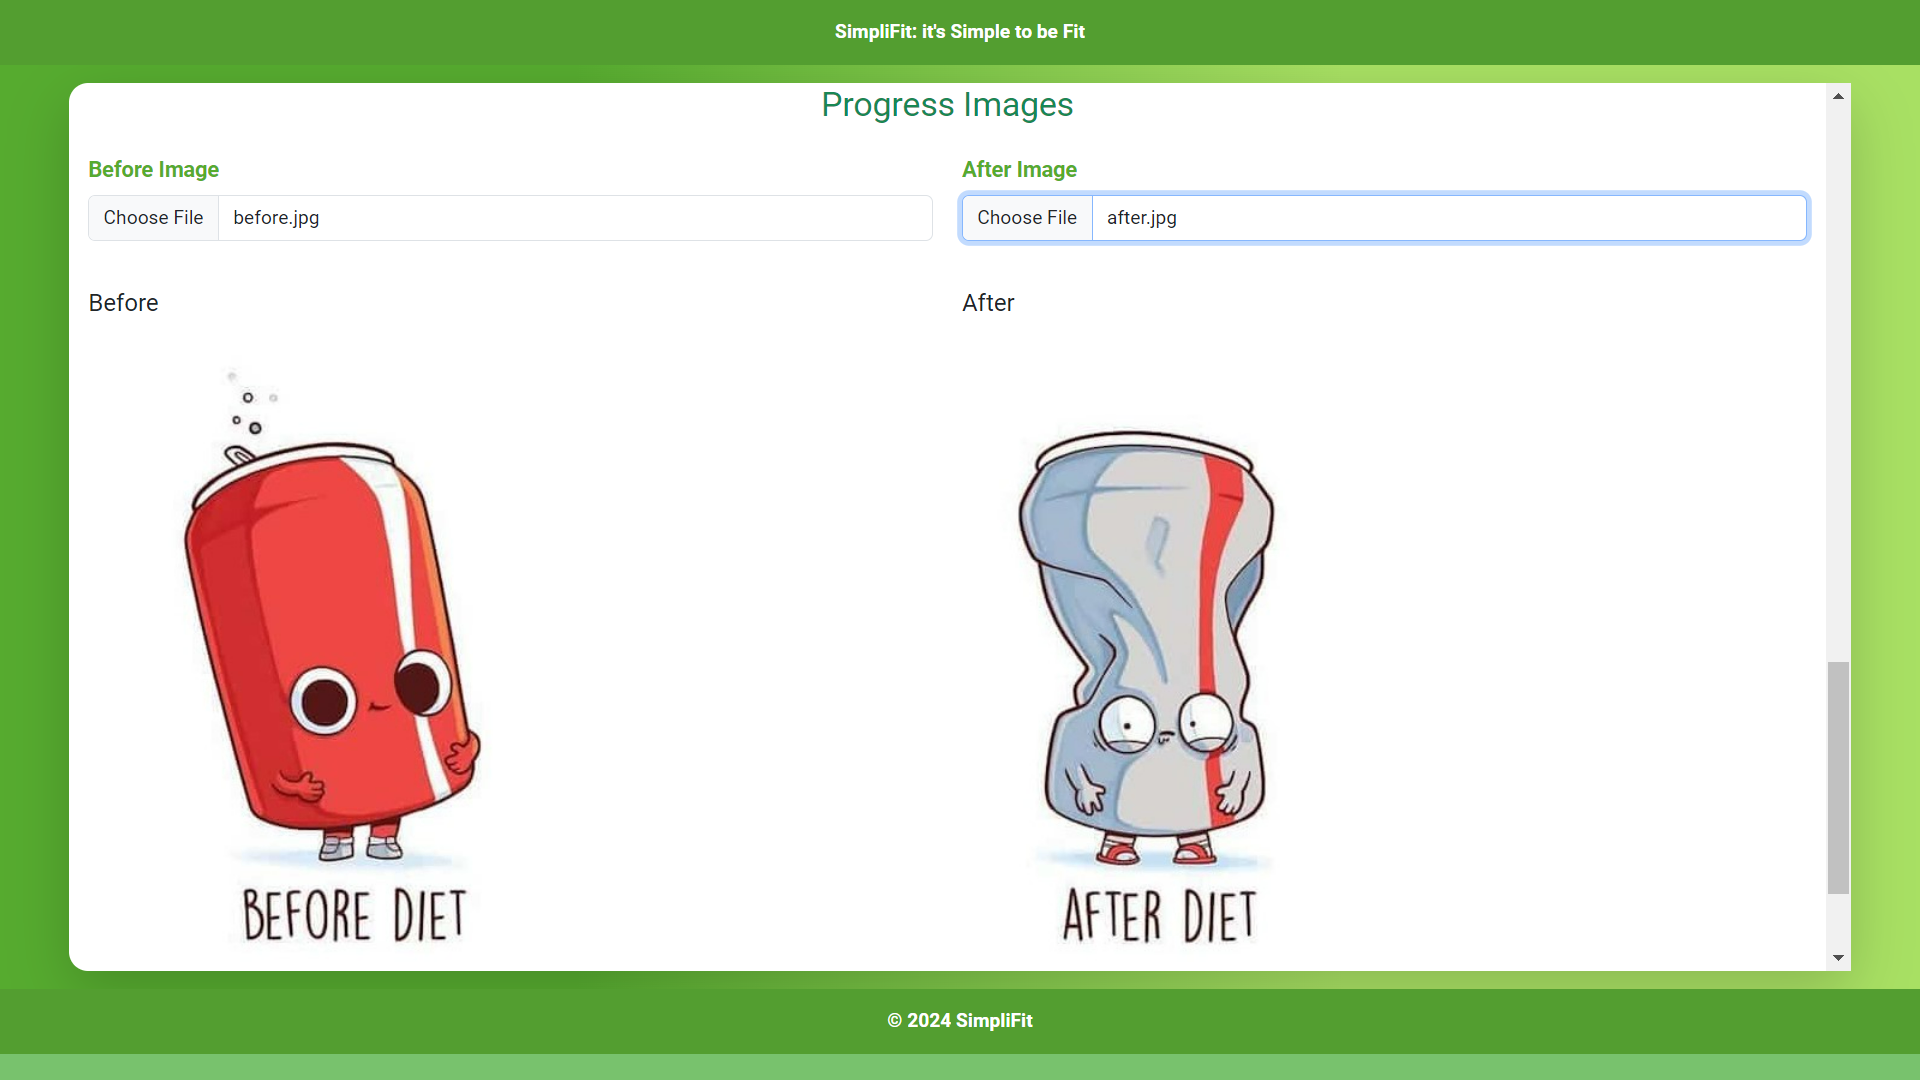 SimpliFit: it's Simple to be Fit
Progress Images
Before Image
Choose File before.jpg
After Image
Choose File after.jpg
Before
BEFORE DIET
After
AFTER DIET
© 2024 SimpliFit